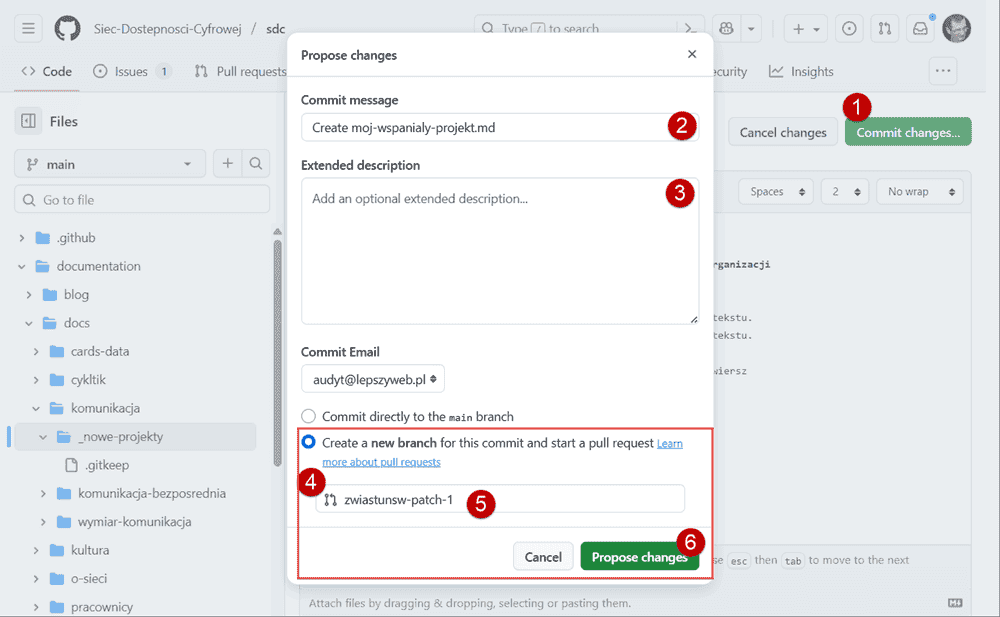 Siec-Dostepnosci-Cyfrowej / sdc
Type / to search
Code
Issues 1
Pull requests
ecurity
Insights
Files
main
Go to file
.github
documentation
blog
docs
cards-data
cykltik
komunikacja
_nowe-projekty
.gitkeep
komunikacja-bezposrednia
wymiar-komunikacja
kultura
o-sieci
pracownicy
1
Cancel changes
Commit changes...
Spaces
2
No wrap
rganizacji
tekstu.
tekstu.
wiersz
Propose changes
Commit message
Create moj-wspanialy-projekt.md
2
Extended description
Add an optional extended description...
3
Commit Email
audyt@lepszyweb.pl
Commit directly to the main branch
Create a new branch for this commit and start a pull request Learn
more about pull requests
4
zwiastunsw-patch-1
5
Cancel
Propose changes
6
se esc then tab to move to the next
Attach files by dragging & dropping, selecting or pasting them.